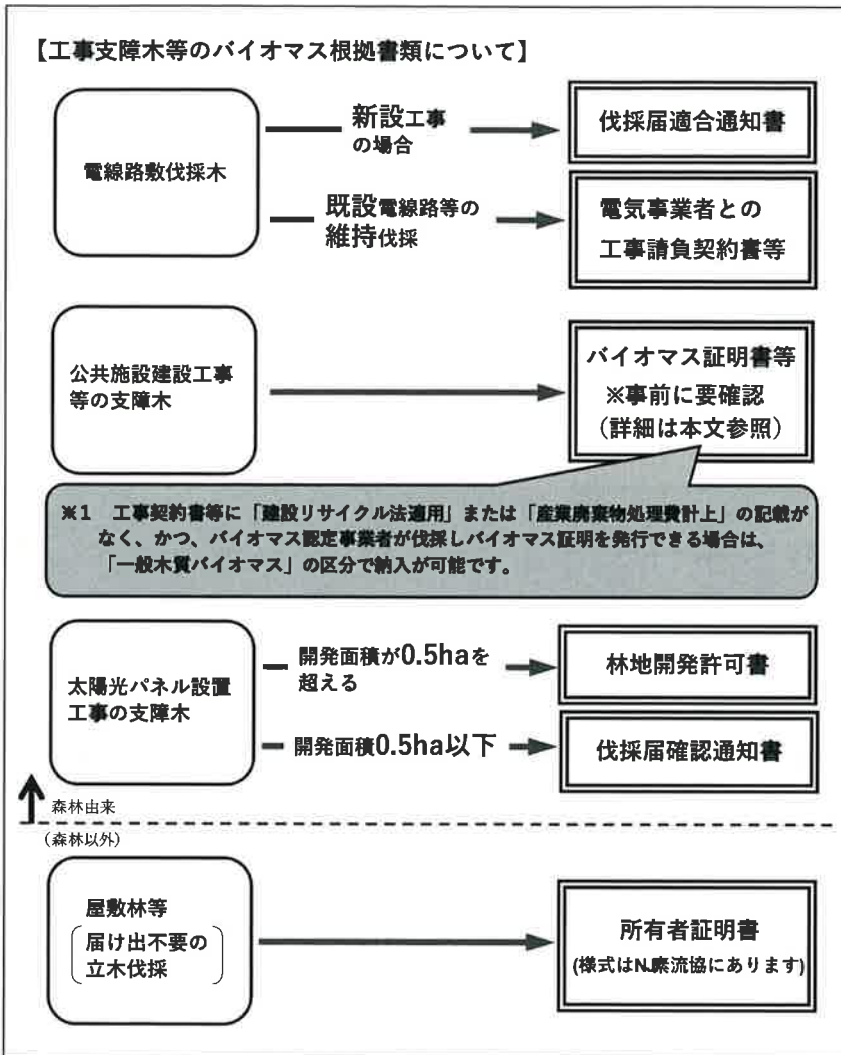 【工事支障木等のバイオマス根拠書類について】
電線路敷伐採木
新設工事
の場合
伐採届適合通知書
既設電線路等の
維持伐採
電気事業者との
工事請負契約書等
公共施設建設工事
等の支障木
バイオマス証明書等
※事前に要確認
(詳細は本文参照)
※1 工事契約書等に「建設リサイクル法適用」または「産業廃棄物処理費計上」の記載が
なく、かつ、バイオマス認定事業者が伐採しバイオマス証明を発行できる場合は、
「一般木質バイオマス」の区分で納入が可能です。
太陽光パネル設置
工事の支障木
開発面積が0.5haを
超える
林地開発許可書
開発面積0.5ha以下
伐採届確認通知書
森林由来
(森林以外)
屋敷林等
届け出不要の
立木伐採
所有者証明書
(様式はN.素流協にあります)